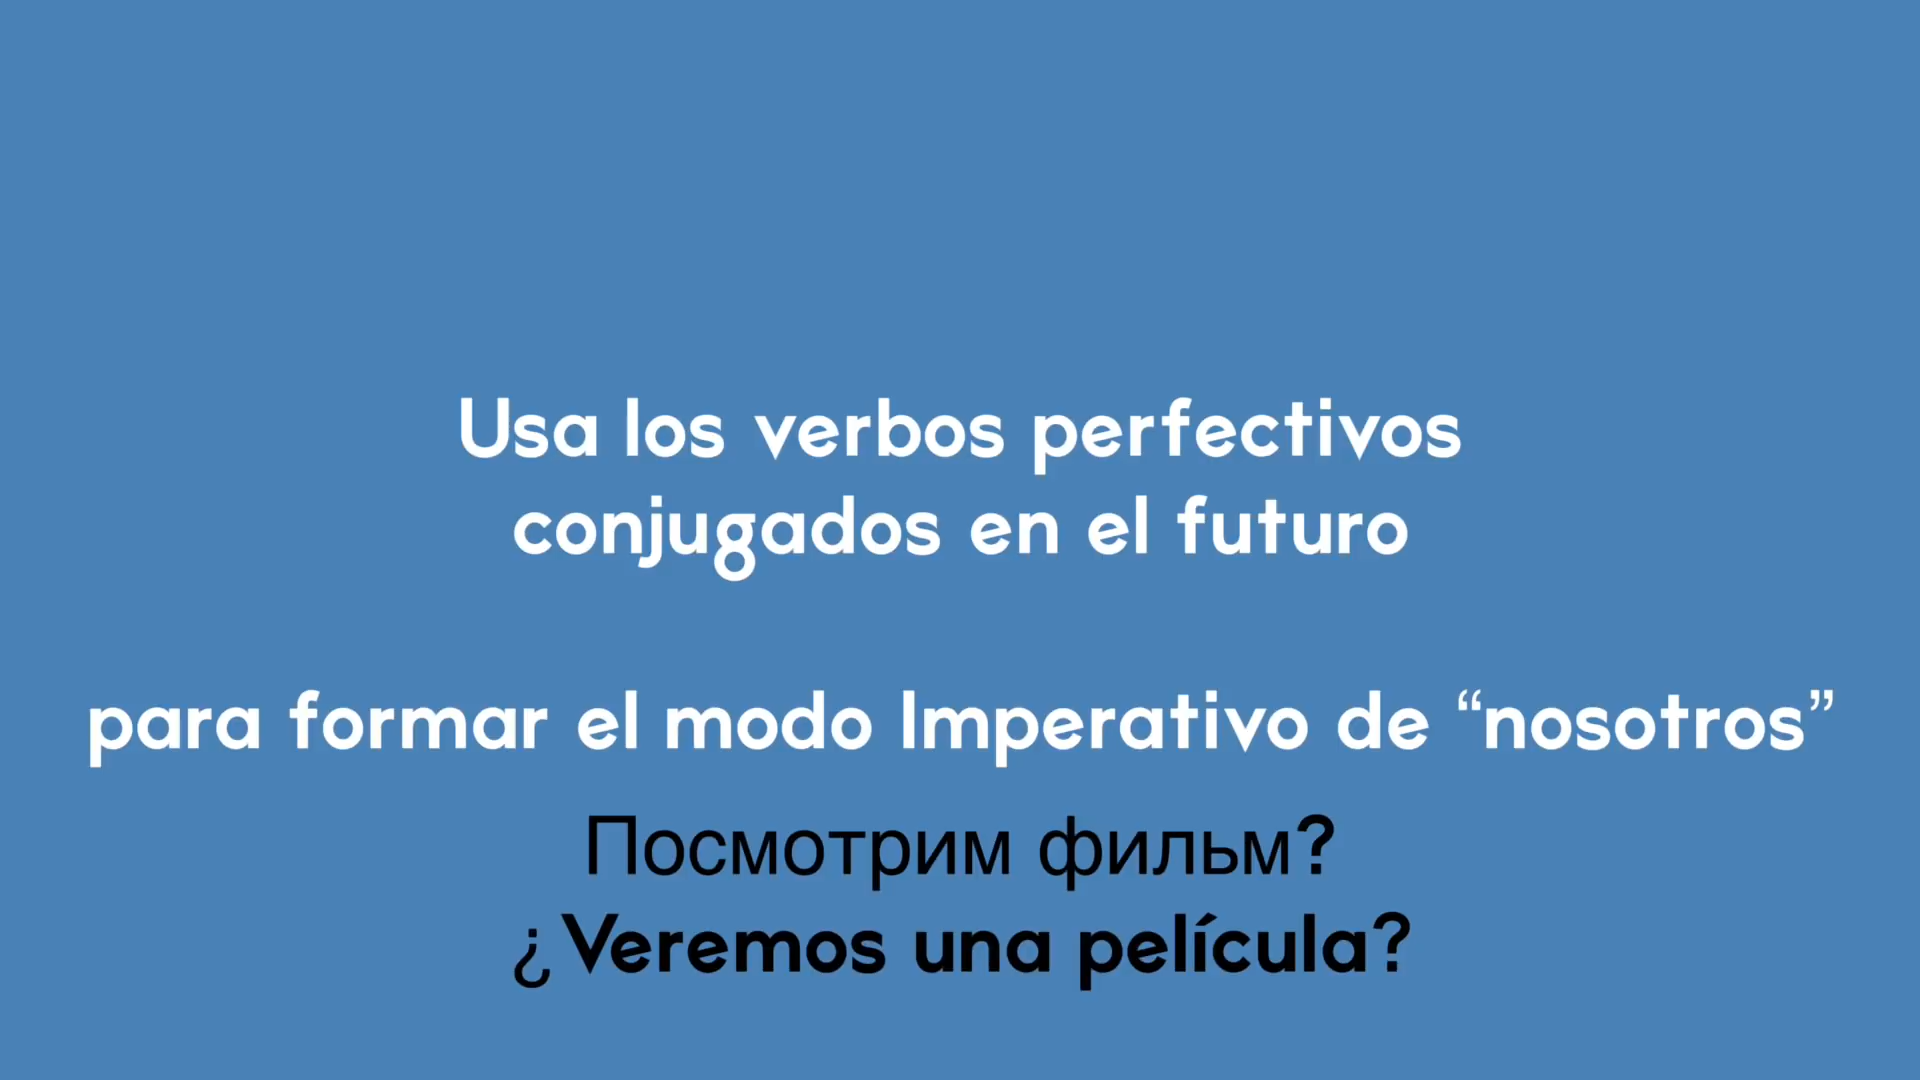 Usa los verbos perfectivos
conjugados en el futuro
para formar el modo Imperativo de “nosotros”
Посмотрим фильм?
¿Veremos una película?